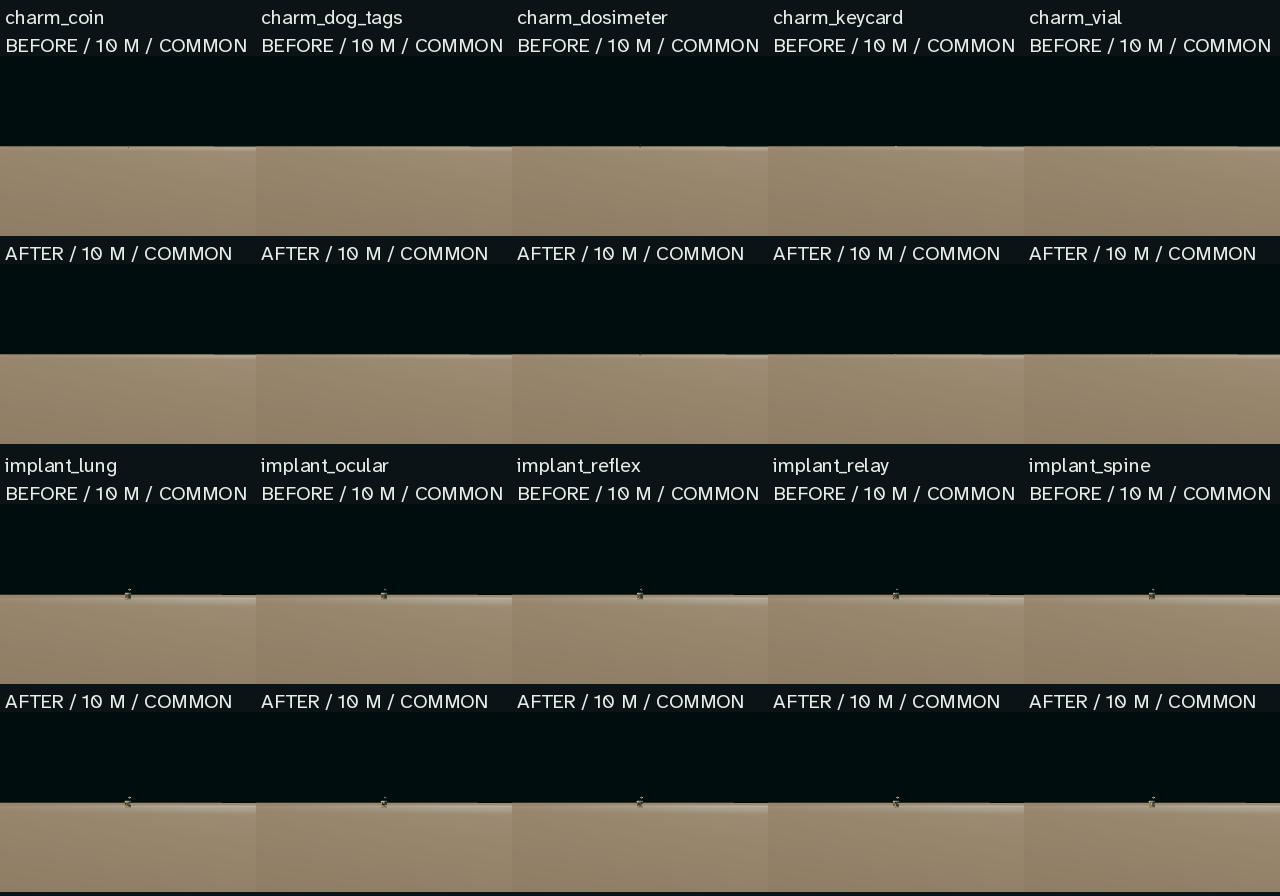 charm_coin
BEFORE / 10 M / COMMON
charm_dog_tags
BEFORE / 10 M / COMMON
charm_dosimeter
BEFORE / 10 M / COMMON
charm_keycard
BEFORE / 10 M / COMMON
charm_vial
BEFORE / 10 M / COMMON
AFTER / 10 M / COMMON
AFTER / 10 M / COMMON
AFTER / 10 M / COMMON
AFTER / 10 M / COMMON
AFTER / 10 M / COMMON
implant_lung
BEFORE / 10 M / COMMON
implant_ocular
BEFORE / 10 M / COMMON
implant_reflex
BEFORE / 10 M / COMMON
implant_relay
BEFORE / 10 M / COMMON
implant_spine
BEFORE / 10 M / COMMON
AFTER / 10 M / COMMON
AFTER / 10 M / COMMON
AFTER / 10 M / COMMON
AFTER / 10 M / COMMON
AFTER / 10 M / COMMON